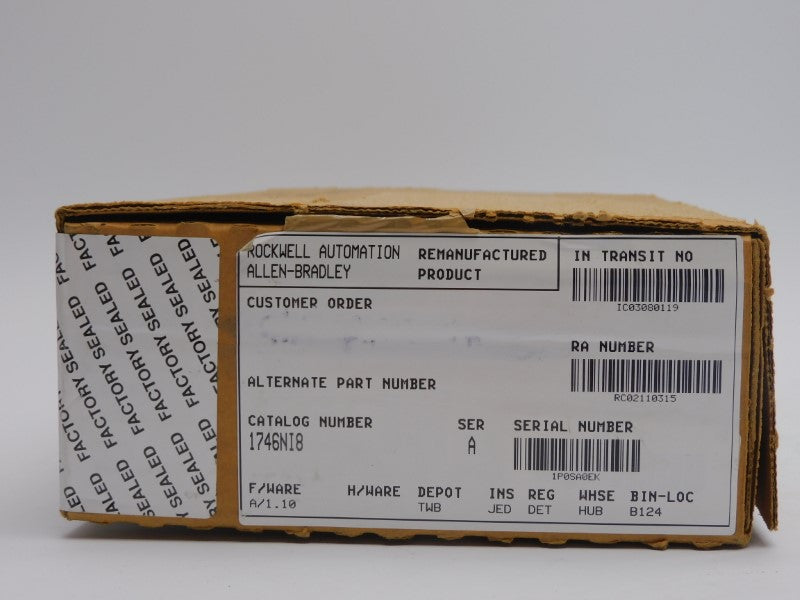 FACTORY SEALED FACTORY SEALED FACTORY SEALED
ROCKWELL AUTOMATION
ALLEN-BRADLEY
REMANUFACTURED
PRODUCT
IN TRANSIT NO
IC03080119
CUSTOMER ORDER
RA NUMBER
RC02110315
ALTERNATE PART NUMBER
CATALOG NUMBER SER SERIAL NUMBER
1746NI8 A
1P0SA0EK
F/WARE H/WARE DEPOT INS REG WHSE BIN-LOC
A/1.10 TWB JED DET HUB B124